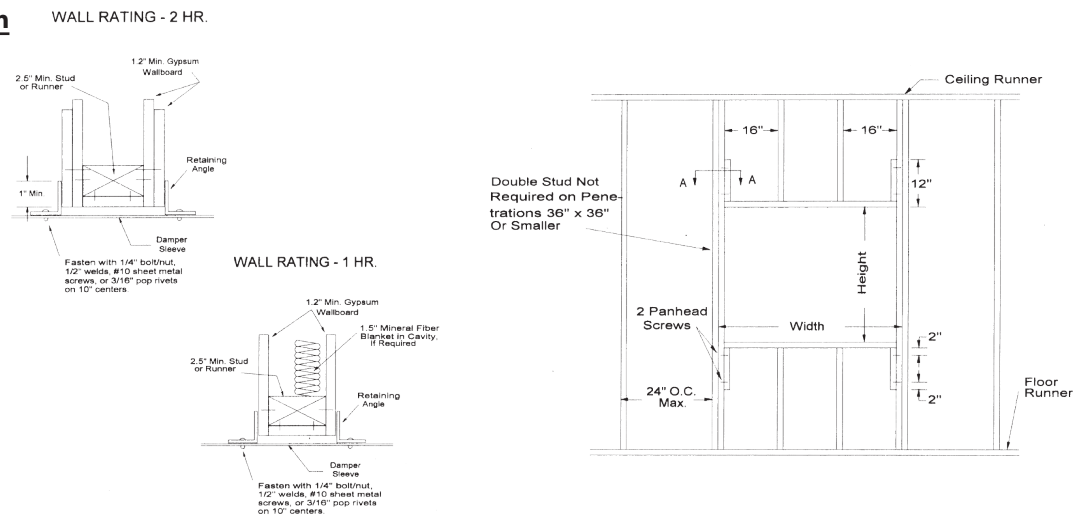 n
WALL RATING - 2 HR.
1.2" Min. Gypsum
Wallboard
2.5" Min. Stud
or Runner
Retaining
Angle
1" Min.
Damper
Sleeve
Fasten with 1/4" bolt/nut,
1/2" welds, #10 sheet metal
screws, or 3/16" pop rivets
on 10" centers.
WALL RATING - 1 HR.
1.2" Min. Gypsum
Wallboard
1.5" Mineral Fiber
Blanket in Cavity,
If Required
2.5" Min. Stud
or Runner
Retaining
Angle
Damper
Sleeve
Fasten with 1/4" bolt/nut,
1/2" welds, #10 sheet metal
screws, or 3/16" pop rivets
on 10" centers.
Ceiling Runner
16"
16"
A
A
12"
Double Stud Not
Required on Pene-
trations 36" x 36"
Or Smaller
Height
2 Panhead
Screws
Width
2"
24" O.C.
Max.
2"
Floor
Runner